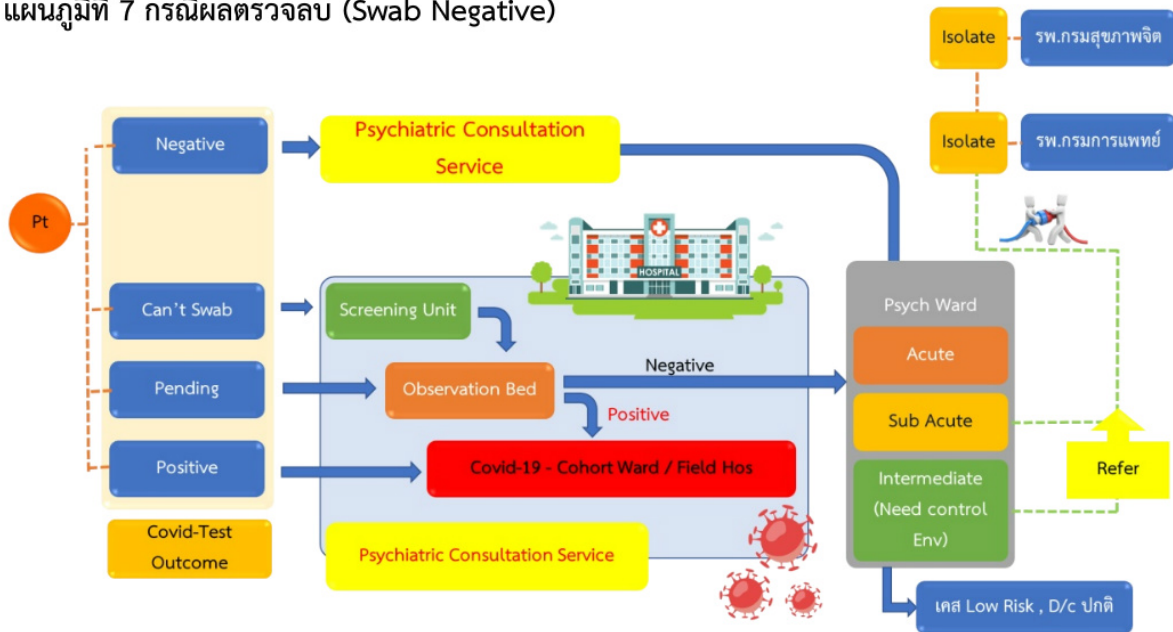 แผนภูมิที่ 7 กรณีผลตรวจลบ (Swab Negative)
Isolate
รพ.กรมสุขภาพจิต
Negative
Psychiatric Consultation
Service
Isolate
รพ.กรมการแพทย์
Pt
HOSPITAL
Can't Swab
Screening Unit
Psych Ward
Negative
Acute
Pending
Observation Bed
Positive
Sub Acute
Positive
Covid-19 - Cohort Ward / Field Hos
Refer
Intermediate
(Need control
Env)
Covid-Test
Outcome
Psychiatric Consultation Service
เคส Low Risk , D/c ปกติ